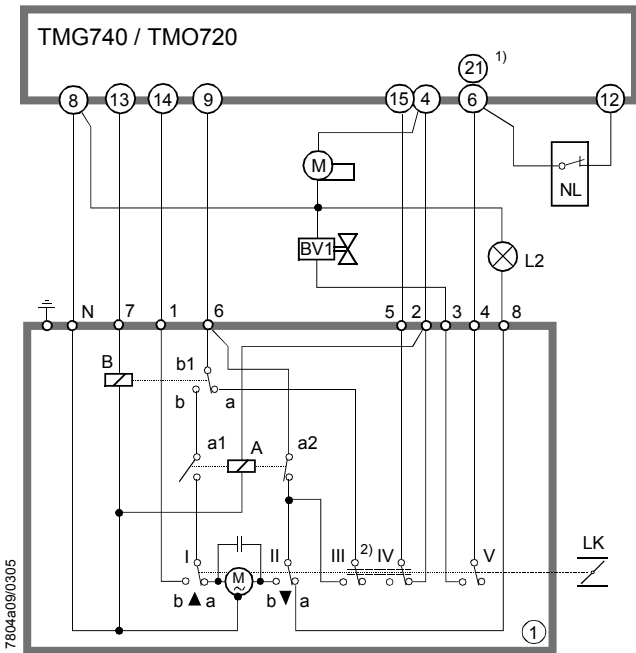 TMG740 / TMO720
21 1)
8 13 14 9 15 4 6 12
M
NL
BV1
L2
N 7 1 6 5 2 3 4 8
B b1
b a
a1 A a2
I II III 2) IV V LK
M
~
b a b a
1
7804a09/0305